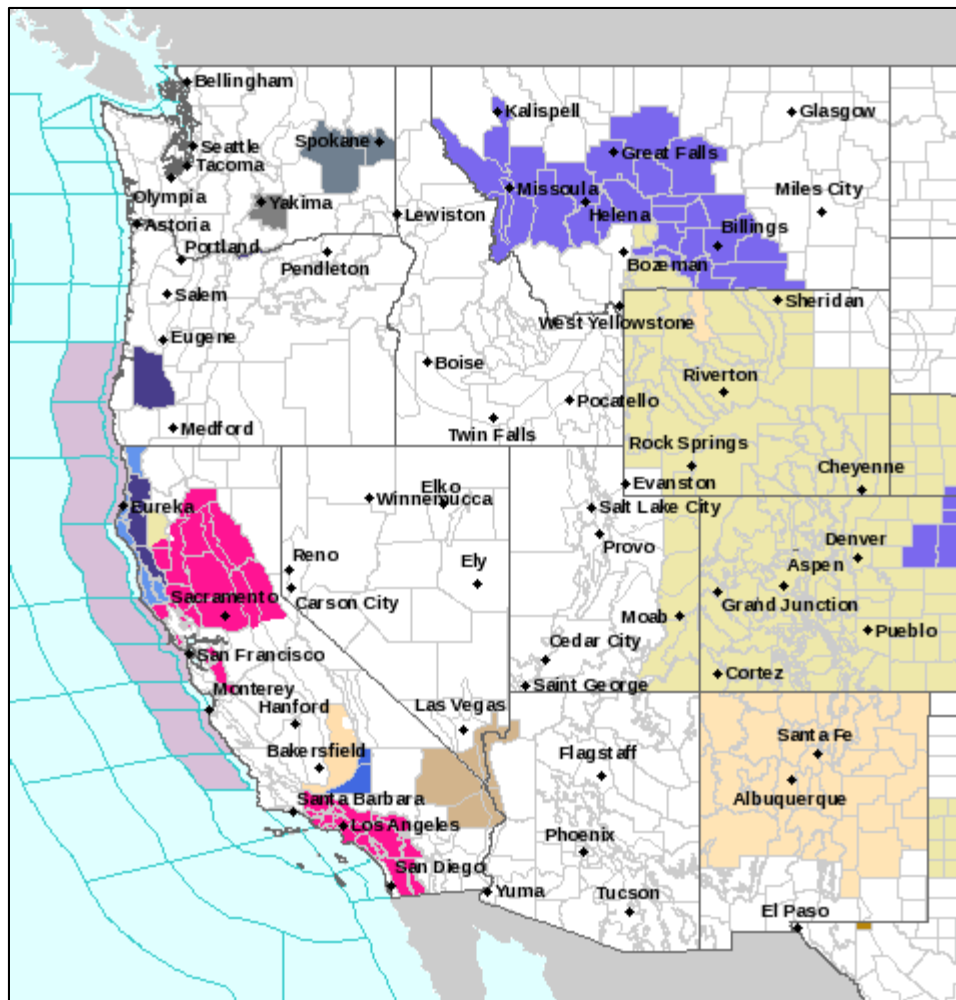 Bellingham
Kalispell
Glasgow
Spokane
Seattle
Great Falls
Tacoma
Missoula
Miles City
Olympia
Yakima
Lewiston
Helena
Astoria
Billings
Portland
Pendleton
Bozeman
Salem
Sheridan
West Yellowstone
Eugene
Boise
Riverton
Pocatello
Medford
Twin Falls
Rock Springs
Cheyenne
Elko
Evanston
Winnemucca
Eureka
Salt Lake City
Provo
Denver
Reno
Ely
Aspen
Sacramento
Carson City
Grand Junction
Moab
Pueblo
Cedar City
San Francisco
Cortez
Saint George
Monterey
Hanford
Las Vegas
Santa Fe
Bakersfield
Flagstaff
Santa Barbara
Albuquerque
Los Angeles
Phoenix
San Diego
Yuma
Tucson
El Paso